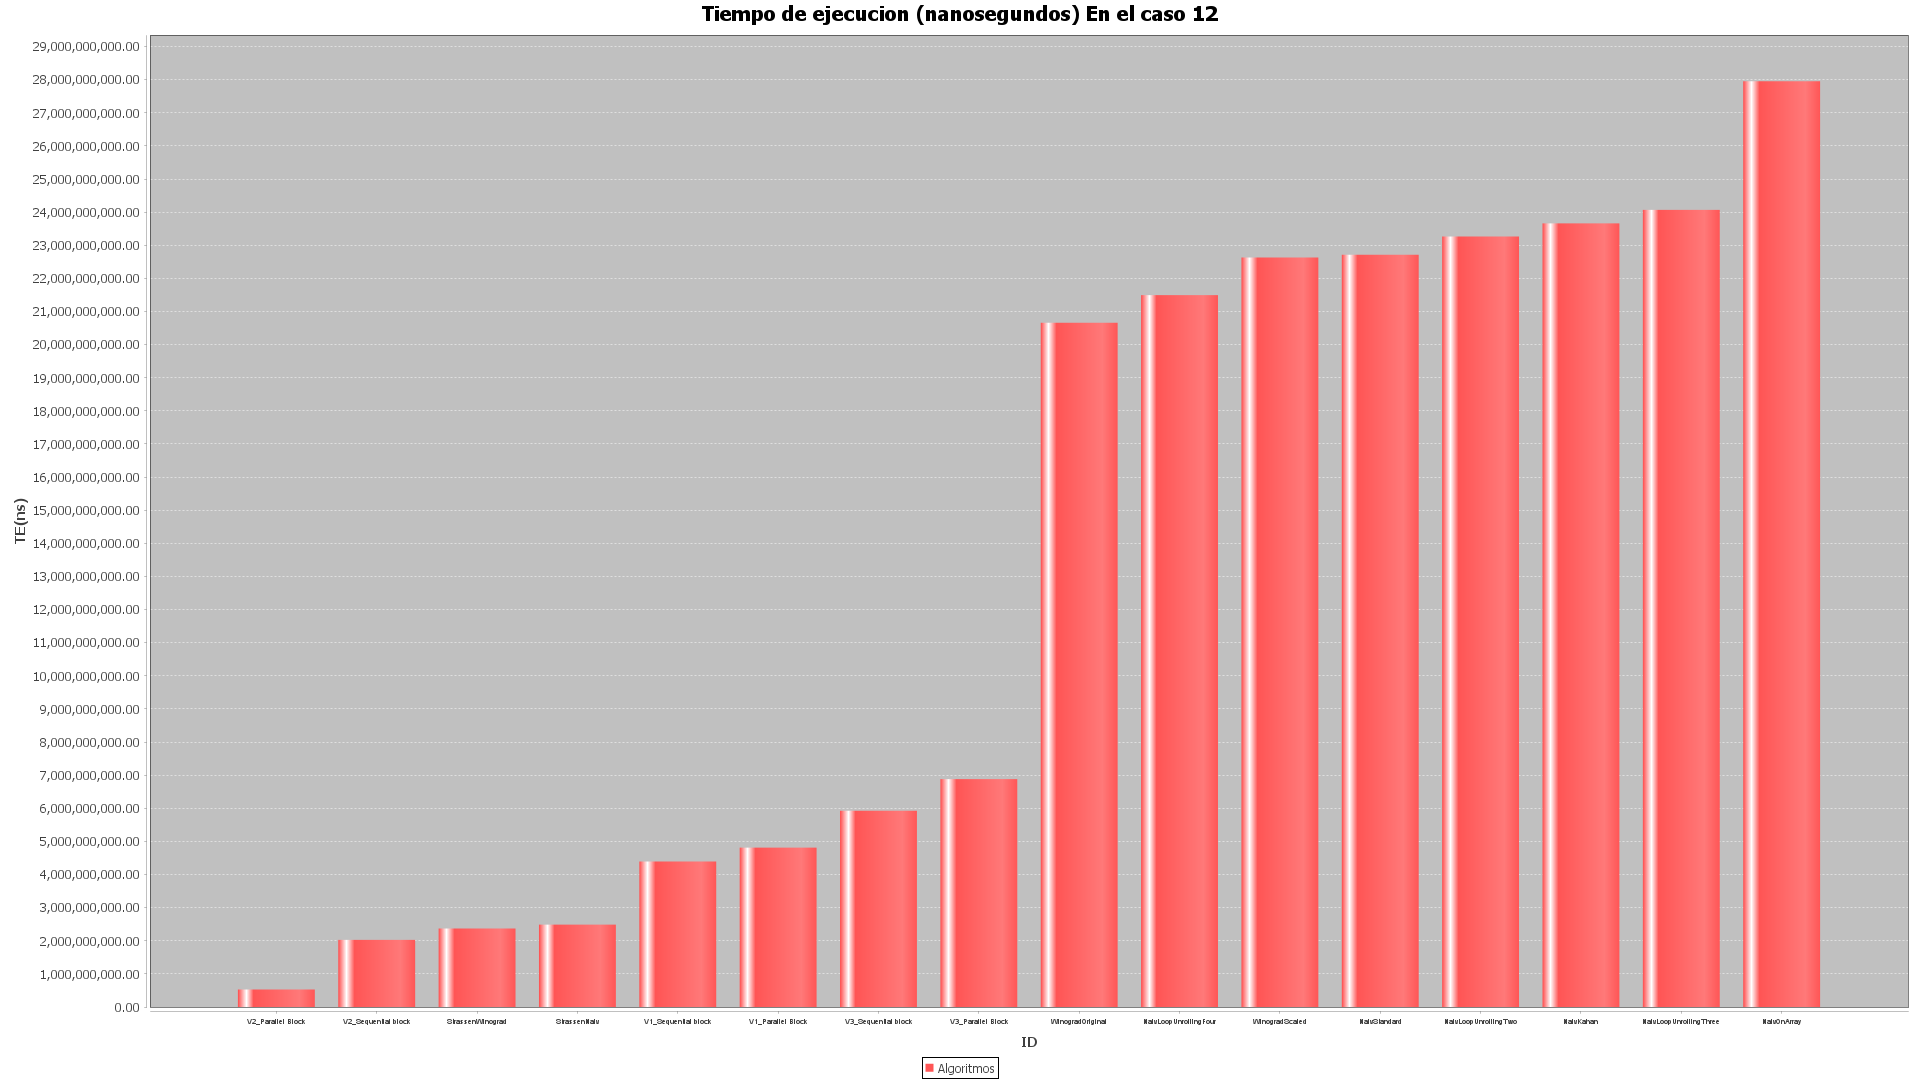 Tiempo de ejecucion (nanosegundos) En el caso 12
29,000,000,000.00
28,000,000,000.00
27,000,000,000.00
26,000,000,000.00
25,000,000,000.00
24,000,000,000.00
23,000,000,000.00
22,000,000,000.00
21,000,000,000.00
20,000,000,000.00
19,000,000,000.00
18,000,000,000.00
17,000,000,000.00
16,000,000,000.00
15,000,000,000.00
14,000,000,000.00
13,000,000,000.00
12,000,000,000.00
11,000,000,000.00
10,000,000,000.00
9,000,000,000.00
8,000,000,000.00
7,000,000,000.00
6,000,000,000.00
5,000,000,000.00
4,000,000,000.00
3,000,000,000.00
2,000,000,000.00
1,000,000,000.00
0.00
TE(ns)
V2_Parallel Block
V2_Sequential block
StrassenWinograd
StrassenNaiv
V1_Sequential block
V1_Parallel Block
V3_Sequential block
V3_Parallel Block
WinogradOriginal
NaivLoopUnrollingFour
WinogradScaled
NaivStandard
NaivLoopUnrollingTwo
NaivKahan
NaivLoopUnrollingThree
NaivOnArray
ID
Algoritmos